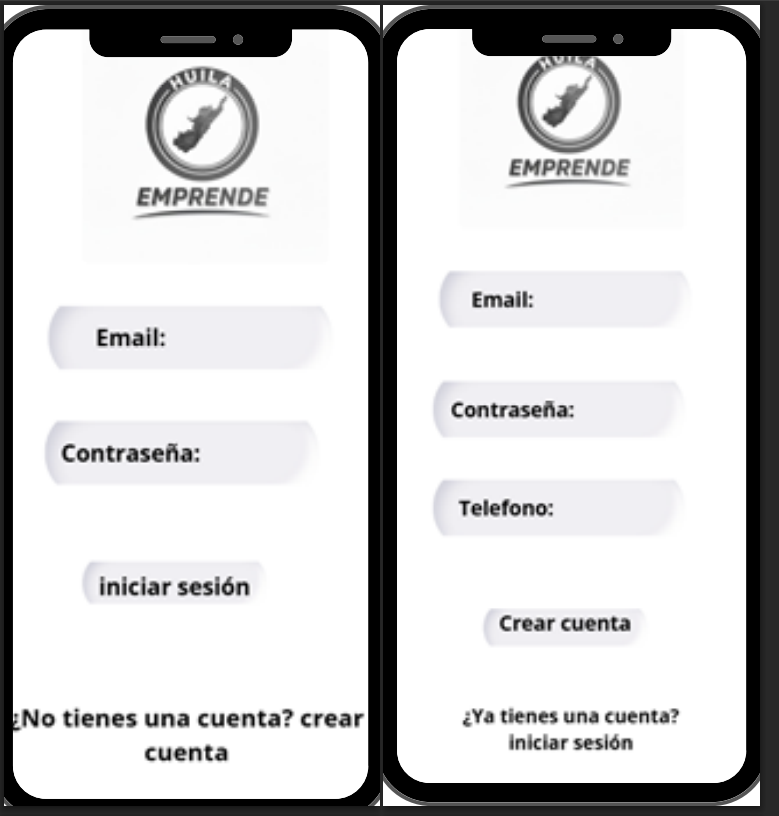 HUILA
EMPRENDE
Email:
Contraseña:
iniciar sesión
¿No tienes una cuenta? crear
cuenta
HUILA
EMPRENDE
Email:
Contraseña:
Telefono:
Crear cuenta
¿Ya tienes una cuenta?
iniciar sesión